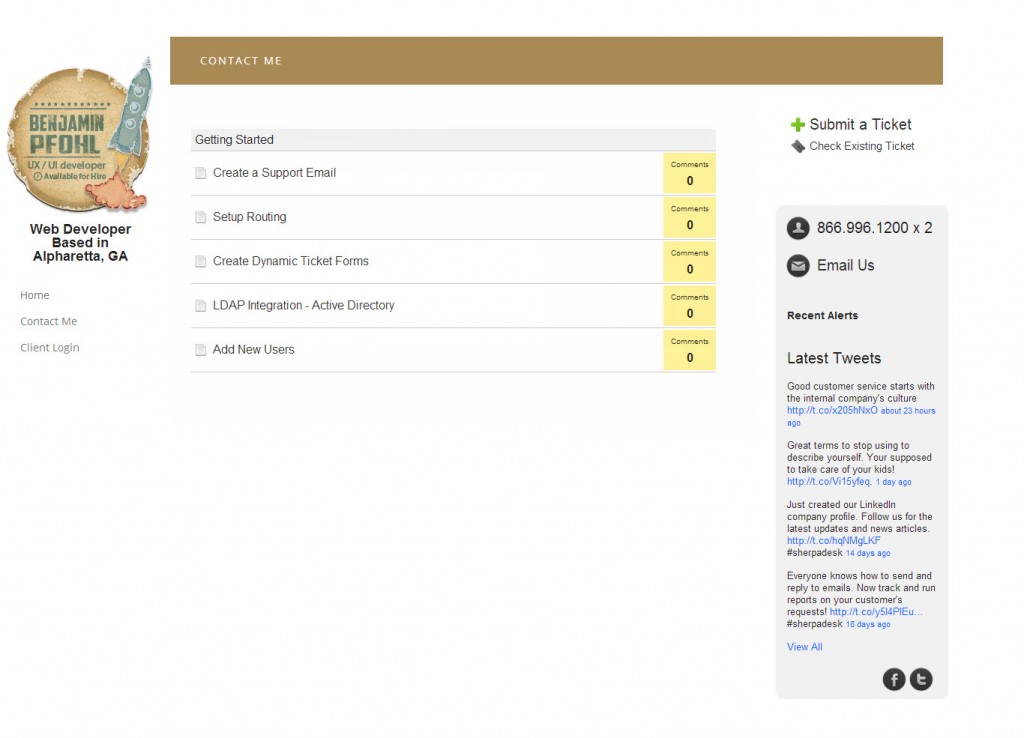 CONTACT ME
BENJAMIN
PFOHL
UX / UI developer
Available for Hire
Web Developer
Based in
Alpharetta, GA
Home
Contact Me
Client Login
Getting Started
Create a Support Email
Comments
0
Setup Routing
Comments
0
Create Dynamic Ticket Forms
Comments
0
LDAP Integration - Active Directory
Comments
0
Add New Users
Comments
0
Submit a Ticket
Check Existing Ticket
866.996.1200 x 2
Email Us
Recent Alerts
Latest Tweets
Good customer service starts with
the internal company's culture
http://t.co/x205hNxO about 23 hours
ago
Great terms to stop using to
describe yourself. Your supposed
to take care of your kids!
http://t.co/Vi15yfeq. 1 day ago
Just created our LinkedIn
company profile. Follow us for the
latest updates and news articles.
http://t.co/hqNMgLKF
#sherpadesk 14 days ago
Everyone knows how to send and
reply to emails. Now track and run
reports on your customer's
requests! http://t.co/y5l4PlEu...
#sherpadesk 18 days ago
View All